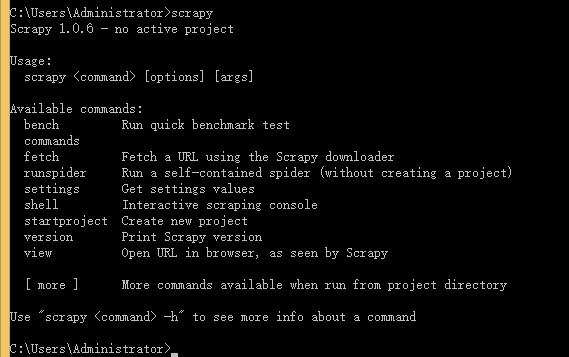 C:\Users\Administrator>scrapy
Scrapy 1.0.6 - no active project
Usage:
  scrapy <command> [options] [args]
Available commands:
  bench         Run quick benchmark test
  commands
  fetch         Fetch a URL using the Scrapy downloader
  runspider     Run a self-contained spider (without creating a project)
  settings      Get settings values
  shell         Interactive scraping console
  startproject  Create new project
  version       Print Scrapy version
  view          Open URL in browser, as seen by Scrapy
  [ more ]      More commands available when run from project directory
Use "scrapy <command> -h" to see more info about a command
C:\Users\Administrator>